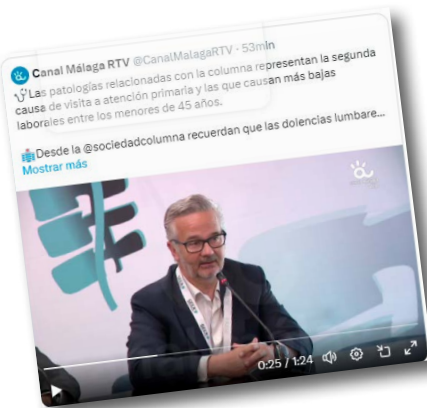 Canal Málaga RTV @CanalMalagaRTV · 53min
Las patologías relacionadas con la columna representan la segunda
causa de visita a atención primaria y las que causan más bajas
laborales entre los menores de 45 años.
Desde la @sociedadcolumna recuerdan que las dolencias lumbare...
Mostrar más
0:25 / 1:24